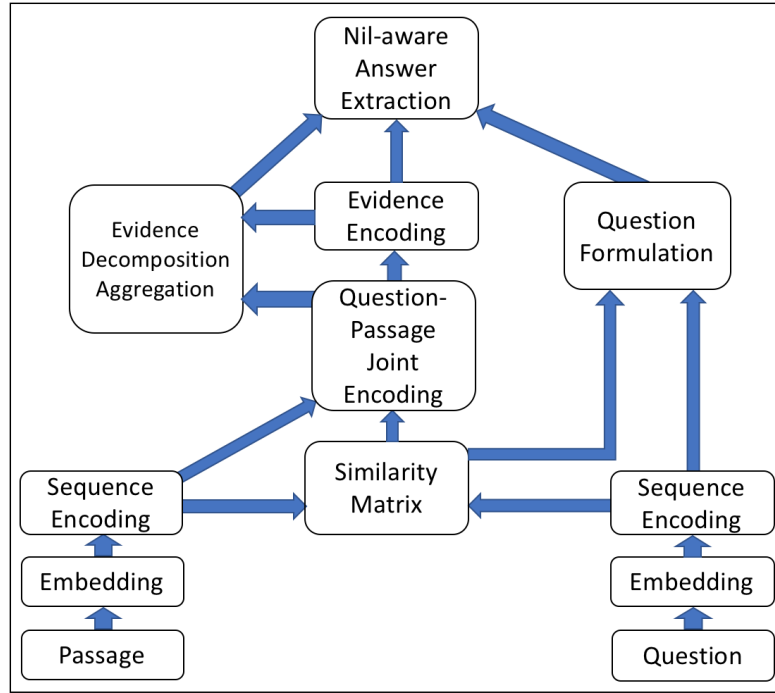 Nil-aware
Answer
Extraction
Evidence
Decomposition
Aggregation
Evidence
Encoding
Question
Formulation
Question-
Passage
Joint
Encoding
Sequence
Encoding
Similarity
Matrix
Sequence
Encoding
Embedding
Embedding
Passage
Question